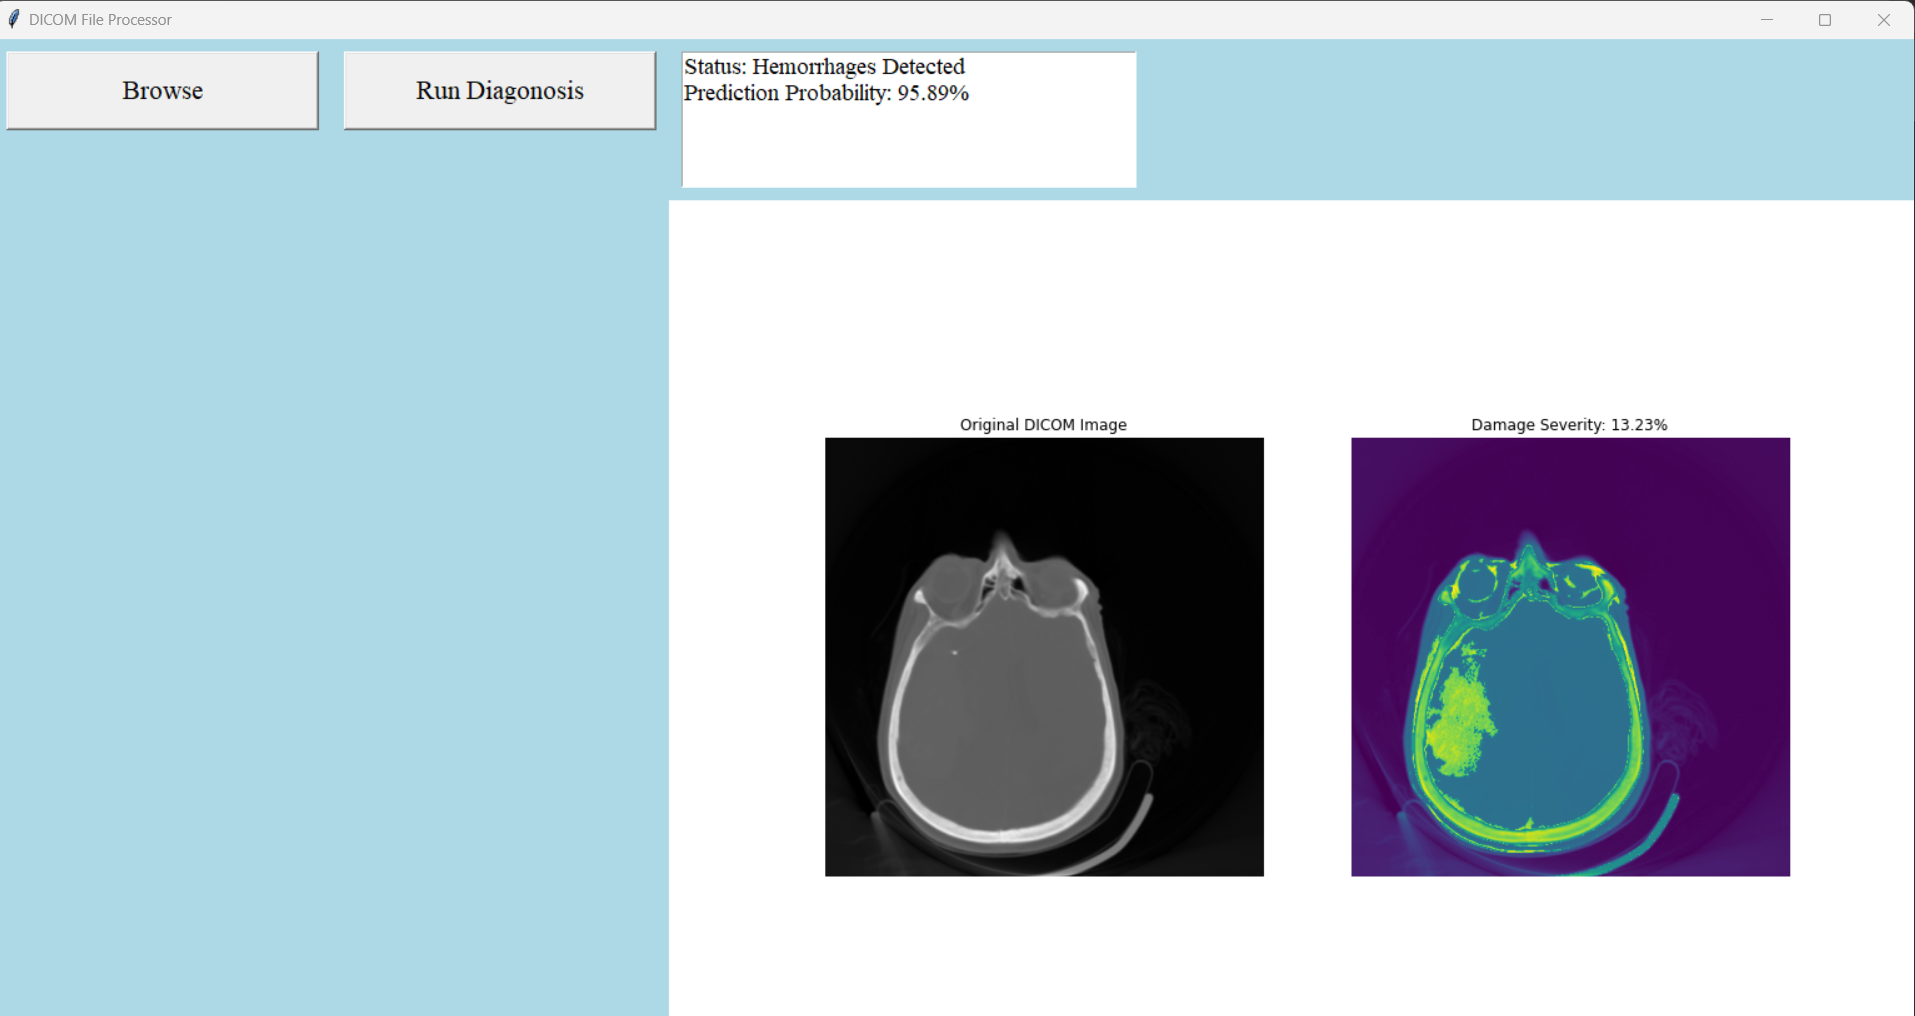 DICOM File Processor
Browse
Run Diagonosis
Status: Hemorrhages Detected
Prediction Probability: 95.89%
Original DICOM Image
Damage Severity: 13.23%